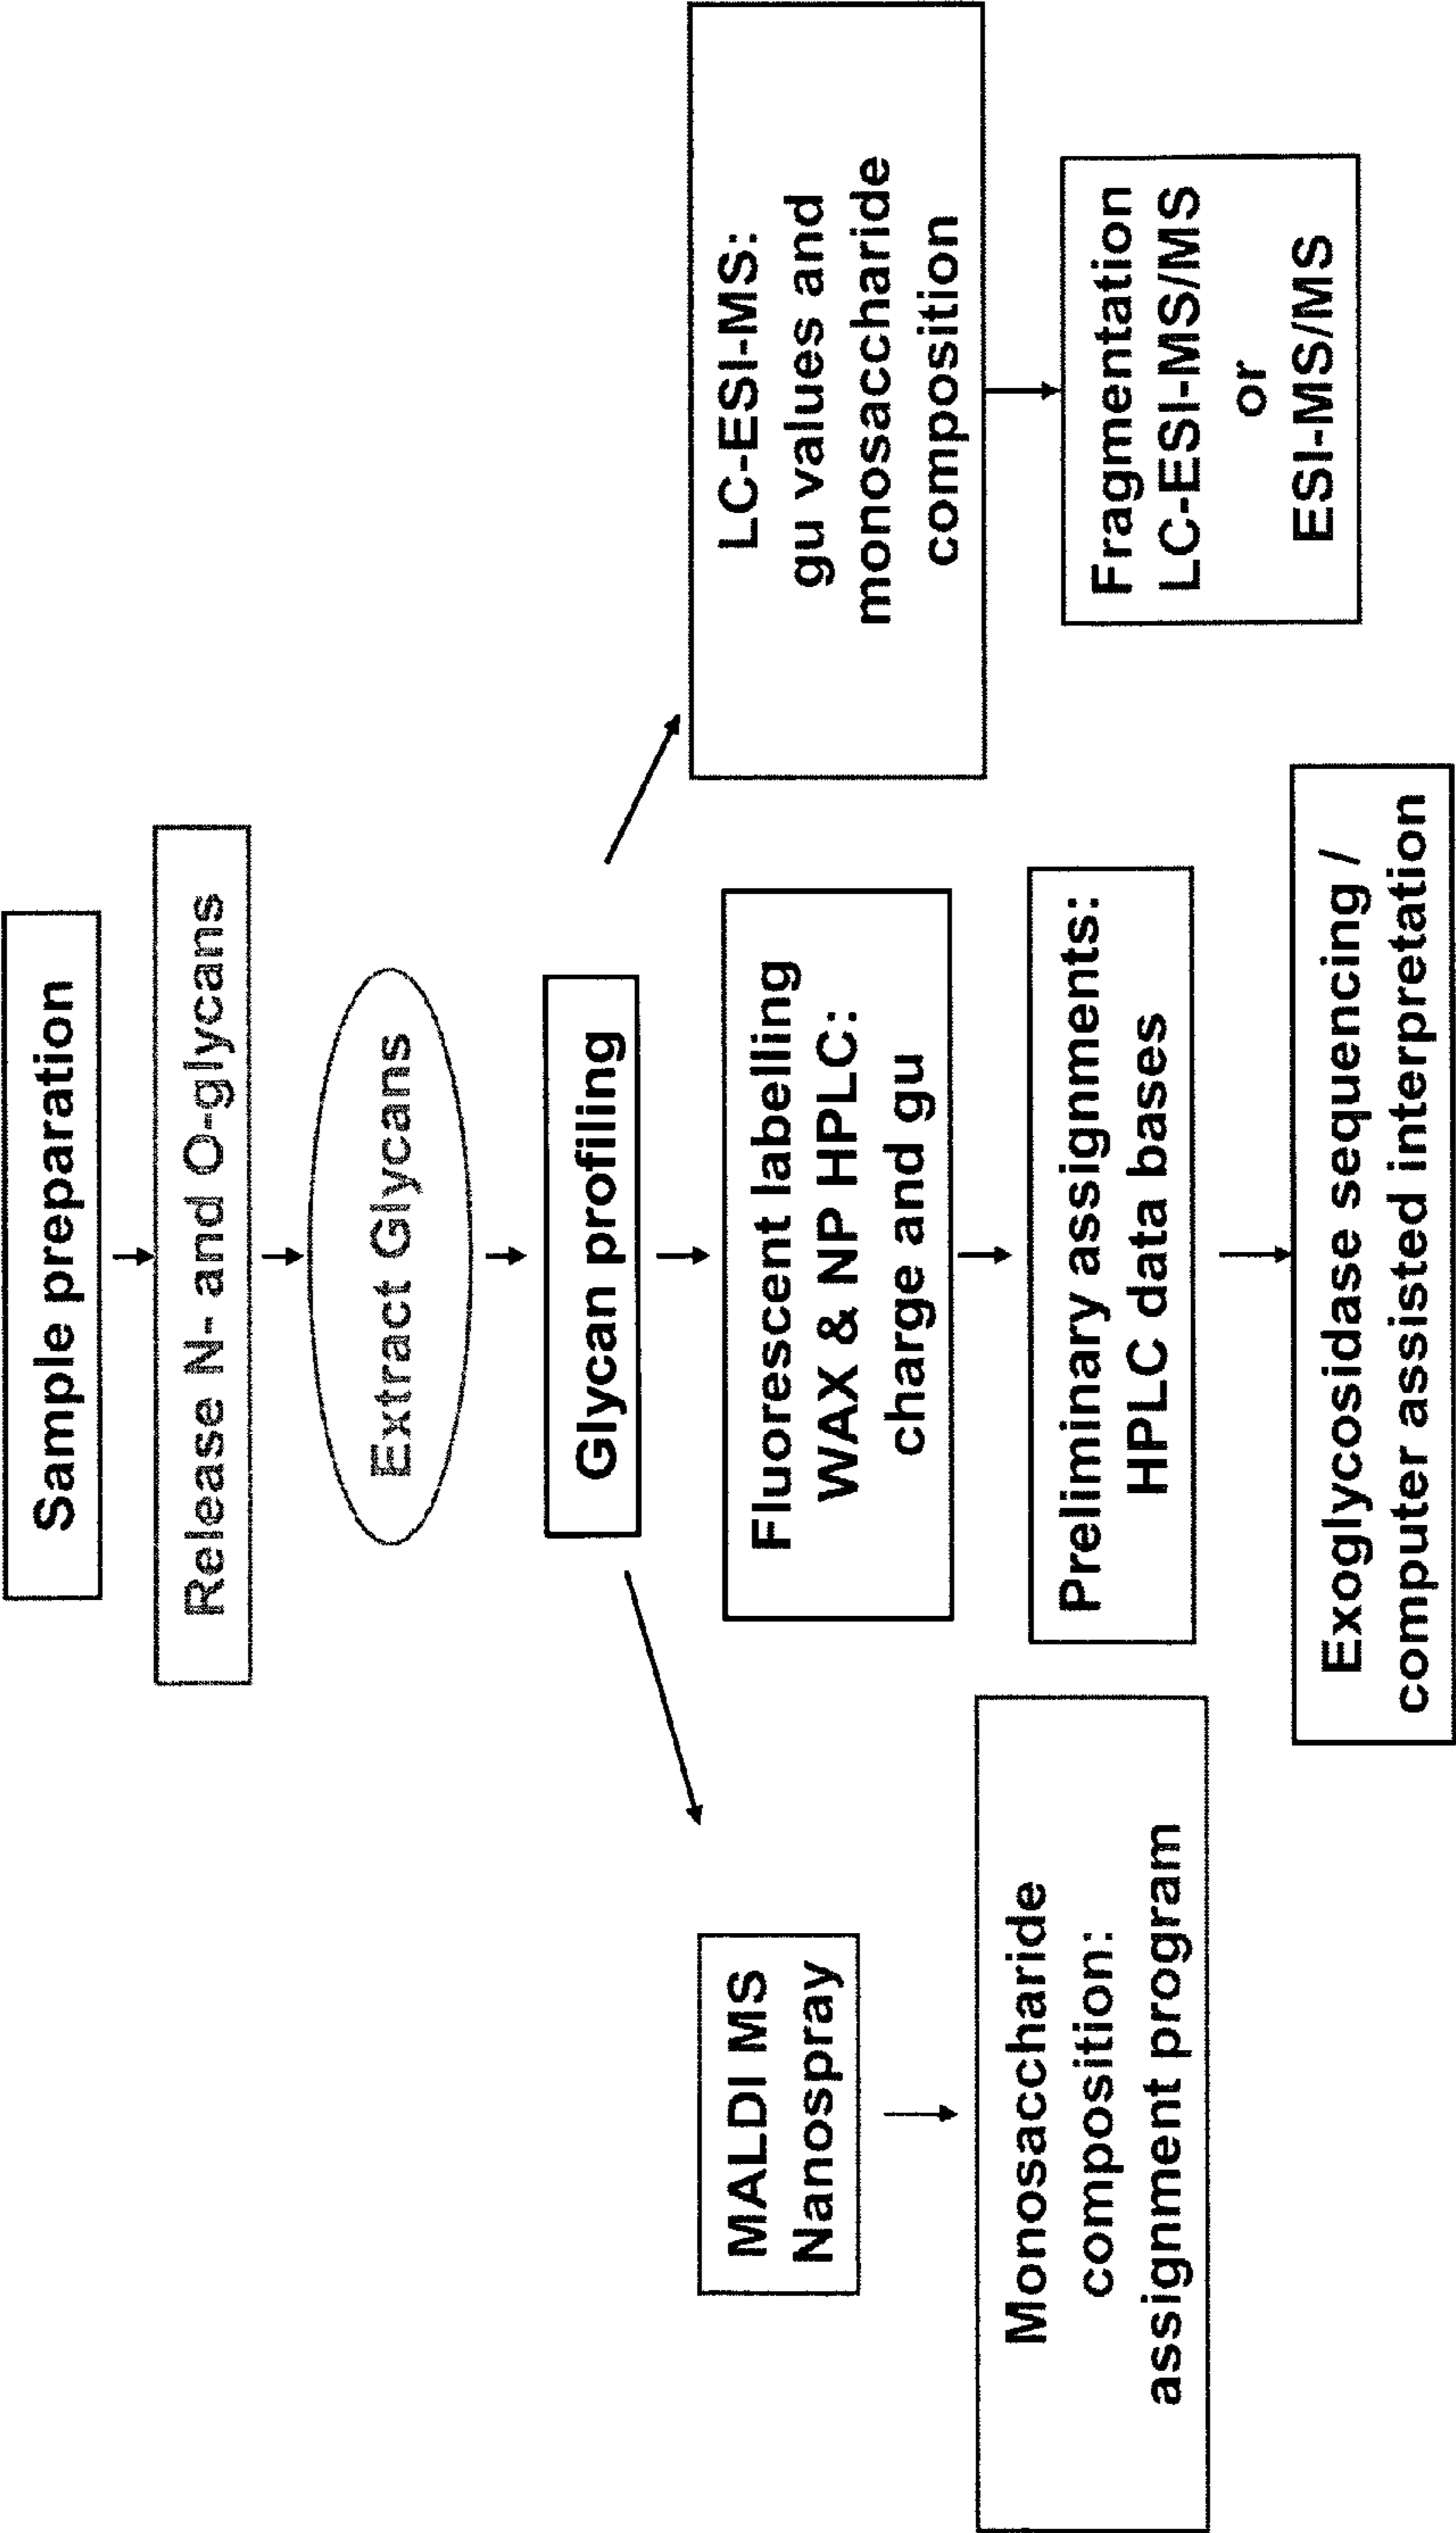 Sample preparation
Release N- and O-glycans
Extract Glycans
Glycan profiling
MALDI MS
Nanospray
Monosaccharide
composition:
assignment program
Fluorescent labelling
WAX & NP HPLC:
charge and gu
Preliminary assignments:
HPLC data bases
Exoglycosidase sequencing /
computer assisted interpretation
LC-ESI-MS:
gu values and
monosaccharide
composition
Fragmentation
LC-ESI-MS/MS
or
ESI-MS/MS